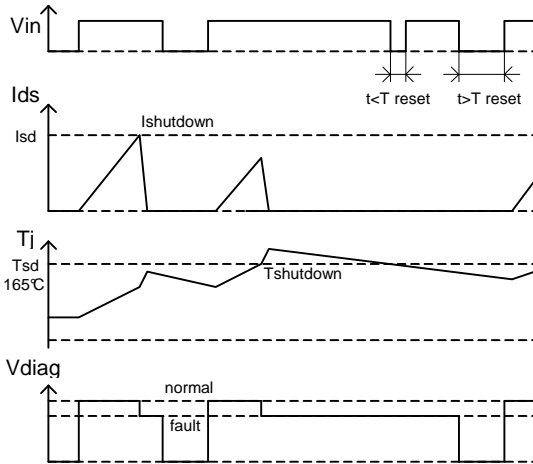 Vin
t<T reset
t>T reset
Ids
Ishutdown
Isd
Tj
Tsd
165°C
Tshutdown
Vdiag
normal
fault